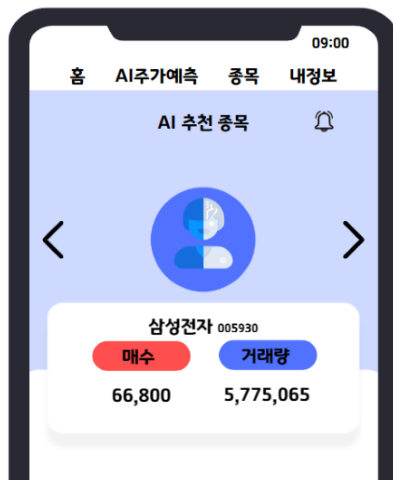 09:00
홈 AI주가예측 종목 내정보
AI 추천 종목
삼성전자 005930
매수 거래량
66,800 5,775,065